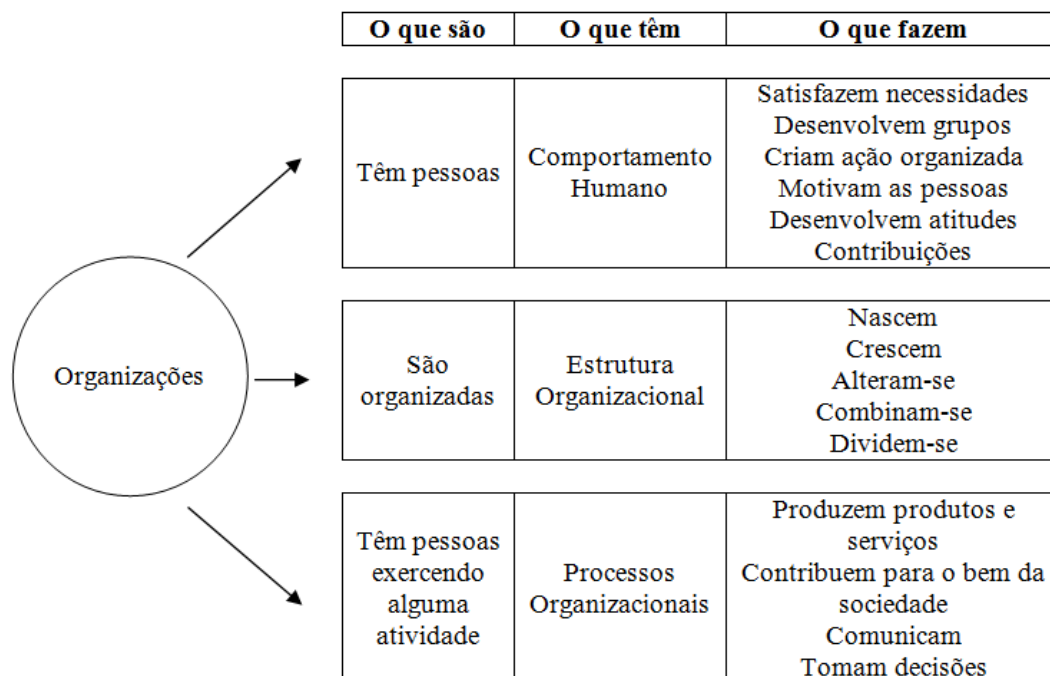 O que são
O que têm
O que fazem
Têm pessoas
Comportamento
Humano
Satisfazem necessidades
Desenvolvem grupos
Criam ação organizada
Motivam as pessoas
Desenvolvem atitudes
Contribuições
Organizações
São
organizadas
Estrutura
Organizacional
Nascem
Crescem
Alteram-se
Combinam-se
Dividem-se
Têm pessoas
exercendo
alguma
atividade
Processos
Organizacionais
Produzem produtos e
serviços
Contribuem para o bem da
sociedade
Comunicam
Tomam decisões